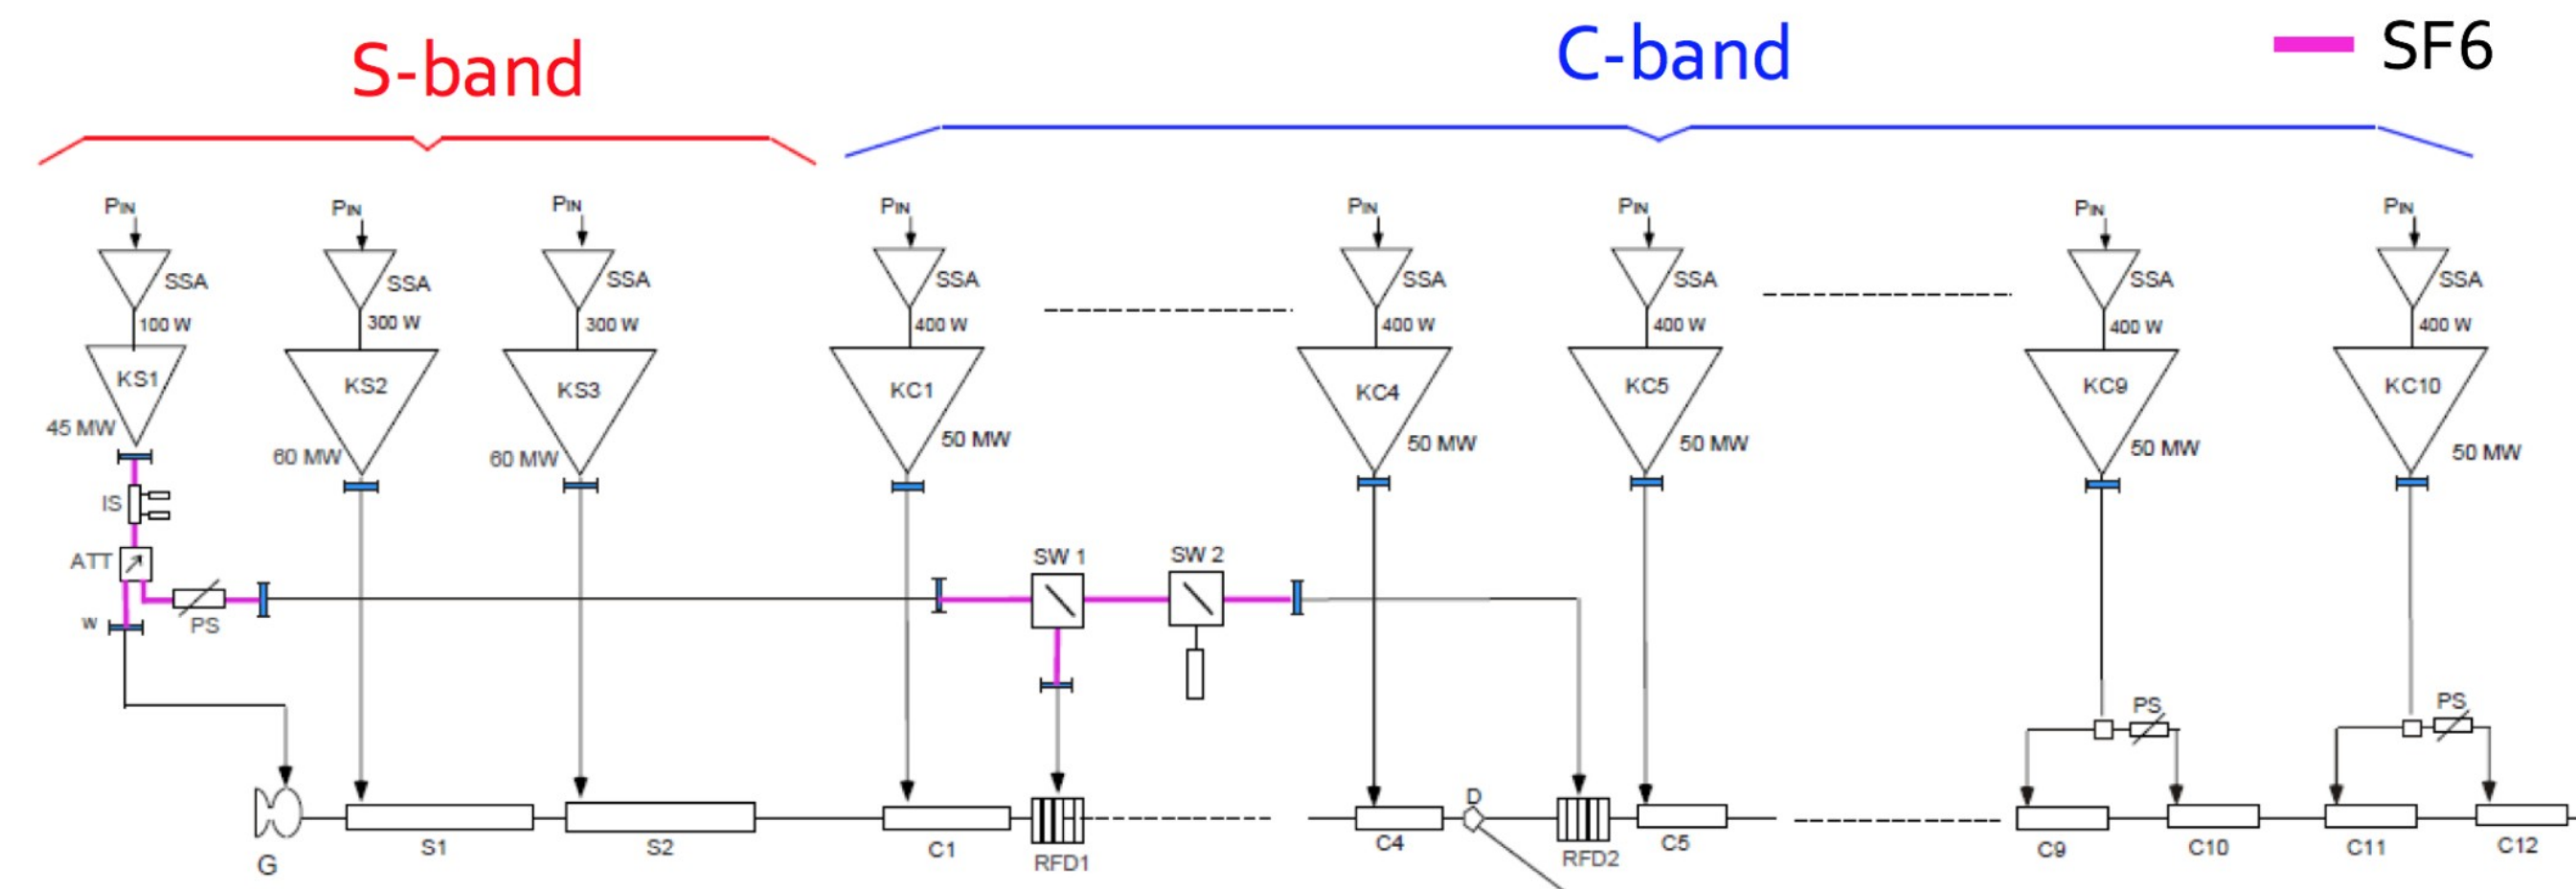 S-band
C-band
SF6
PIN
PIN
PIN
PIN
PIN
PIN
PIN
PIN
SSA
SSA
SSA
SSA
SSA
SSA
SSA
SSA
100 W
300 W
300 W
400 W
400 W
400 W
400 W
400 W
KS1
KS2
KS3
KC1
KC4
KC5
KC9
KC10
45 MW
60 MW
60 MW
50 MW
50 MW
50 MW
50 MW
50 MW
IS
ATT
SW 1
SW 2
w
PS
PS
PS
D
G
S1
S2
C1
RFD1
C4
RFD2
C5
C9
C10
C11
C12